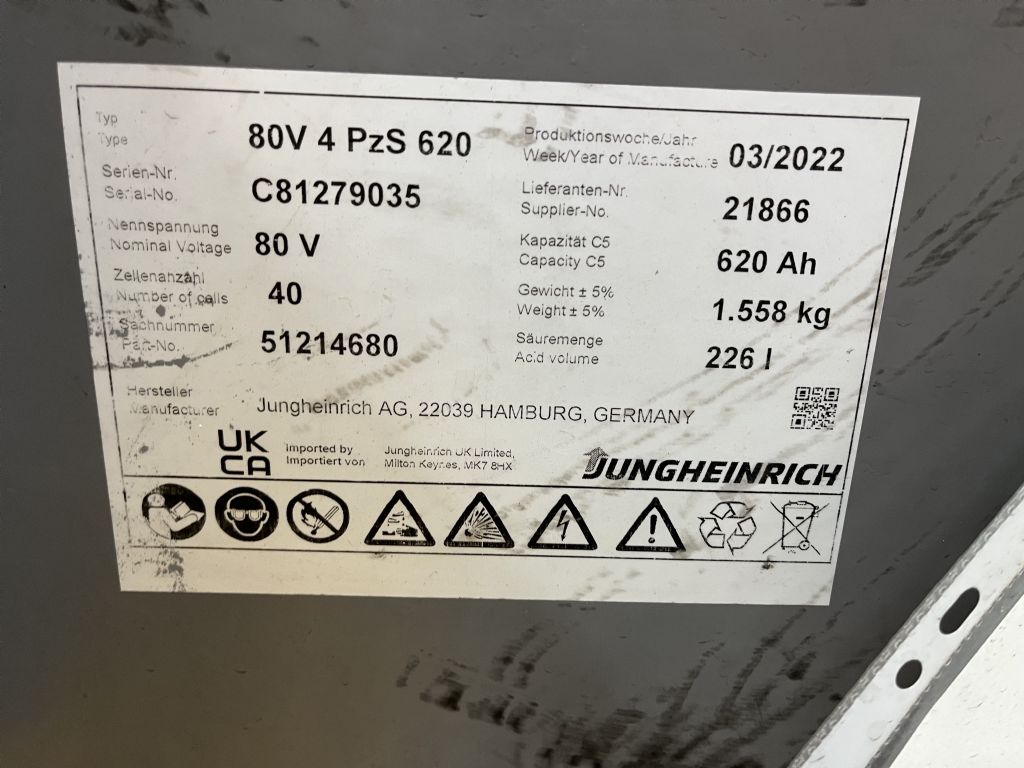 Typ
Type
80V 4 PzS 620
Serien-Nr.
Serial-No.
C81279035
Nennspannung
Nominal Voltage
80 V
Zellenanzahl
Number of cells
40
Sachnummer
Part-No.
51214680
Produktionswoche/Jahr
Week/Year of Manufacture
03/2022
Lieferanten-Nr.
Supplier-No.
21866
Kapazität C5
Capacity C5
620 Ah
Gewicht ± 5%
Weight ± 5%
1.558 kg
Säuremenge
Acid volume
226 l
Hersteller
Manufacturer
Jungheinrich AG, 22039 HAMBURG, GERMANY
UK
CA
Imported by
Importiert von
Jungheinrich UK Limited,
Milton Keynes, MK7 8HX
JUNGHEINRICH